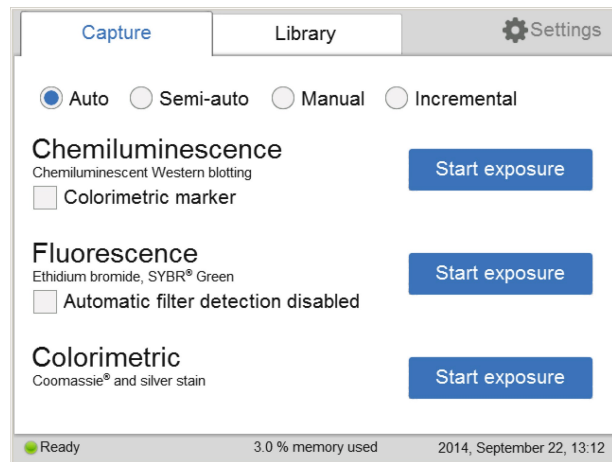 Capture
Library
Settings
Auto Semi-auto Manual Incremental
Chemiluminescence
Chemiluminescent Western blotting
Start exposure
Colorimetric marker
Fluorescence
Ethidium bromide, SYBR® Green
Start exposure
Automatic filter detection disabled
Colorimetric
Coomassie® and silver stain
Start exposure
Ready 3.0 % memory used 2014, September 22, 13:12